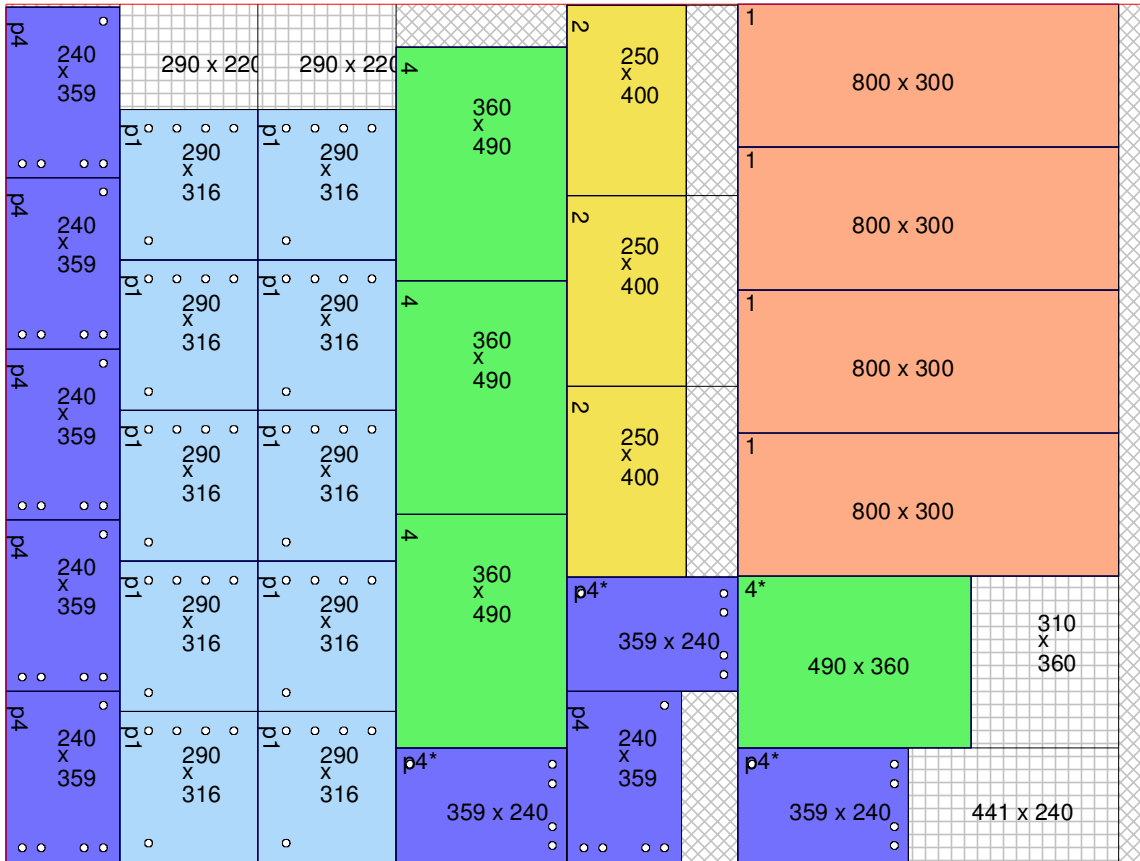 p4
240
x
359
p4
240
x
359
p4
240
x
359
p4
240
x
359
p4
240
x
359
290 x 220
p1
290
x
316
p1
290
x
316
p1
290
x
316
p1
290
x
316
p1
290
x
316
290 x 220
p1
290
x
316
p1
290
x
316
p1
290
x
316
p1
290
x
316
p1
290
x
316
4
360
x
490
4
360
x
490
4
360
x
490
p4*
359 x 240
2
250
x
400
2
250
x
400
2
250
x
400
p4*
359 x 240
p4
240
x
359
1
800 x 300
1
800 x 300
1
800 x 300
1
800 x 300
4*
490 x 360
310
x
360
p4*
359 x 240
441 x 240